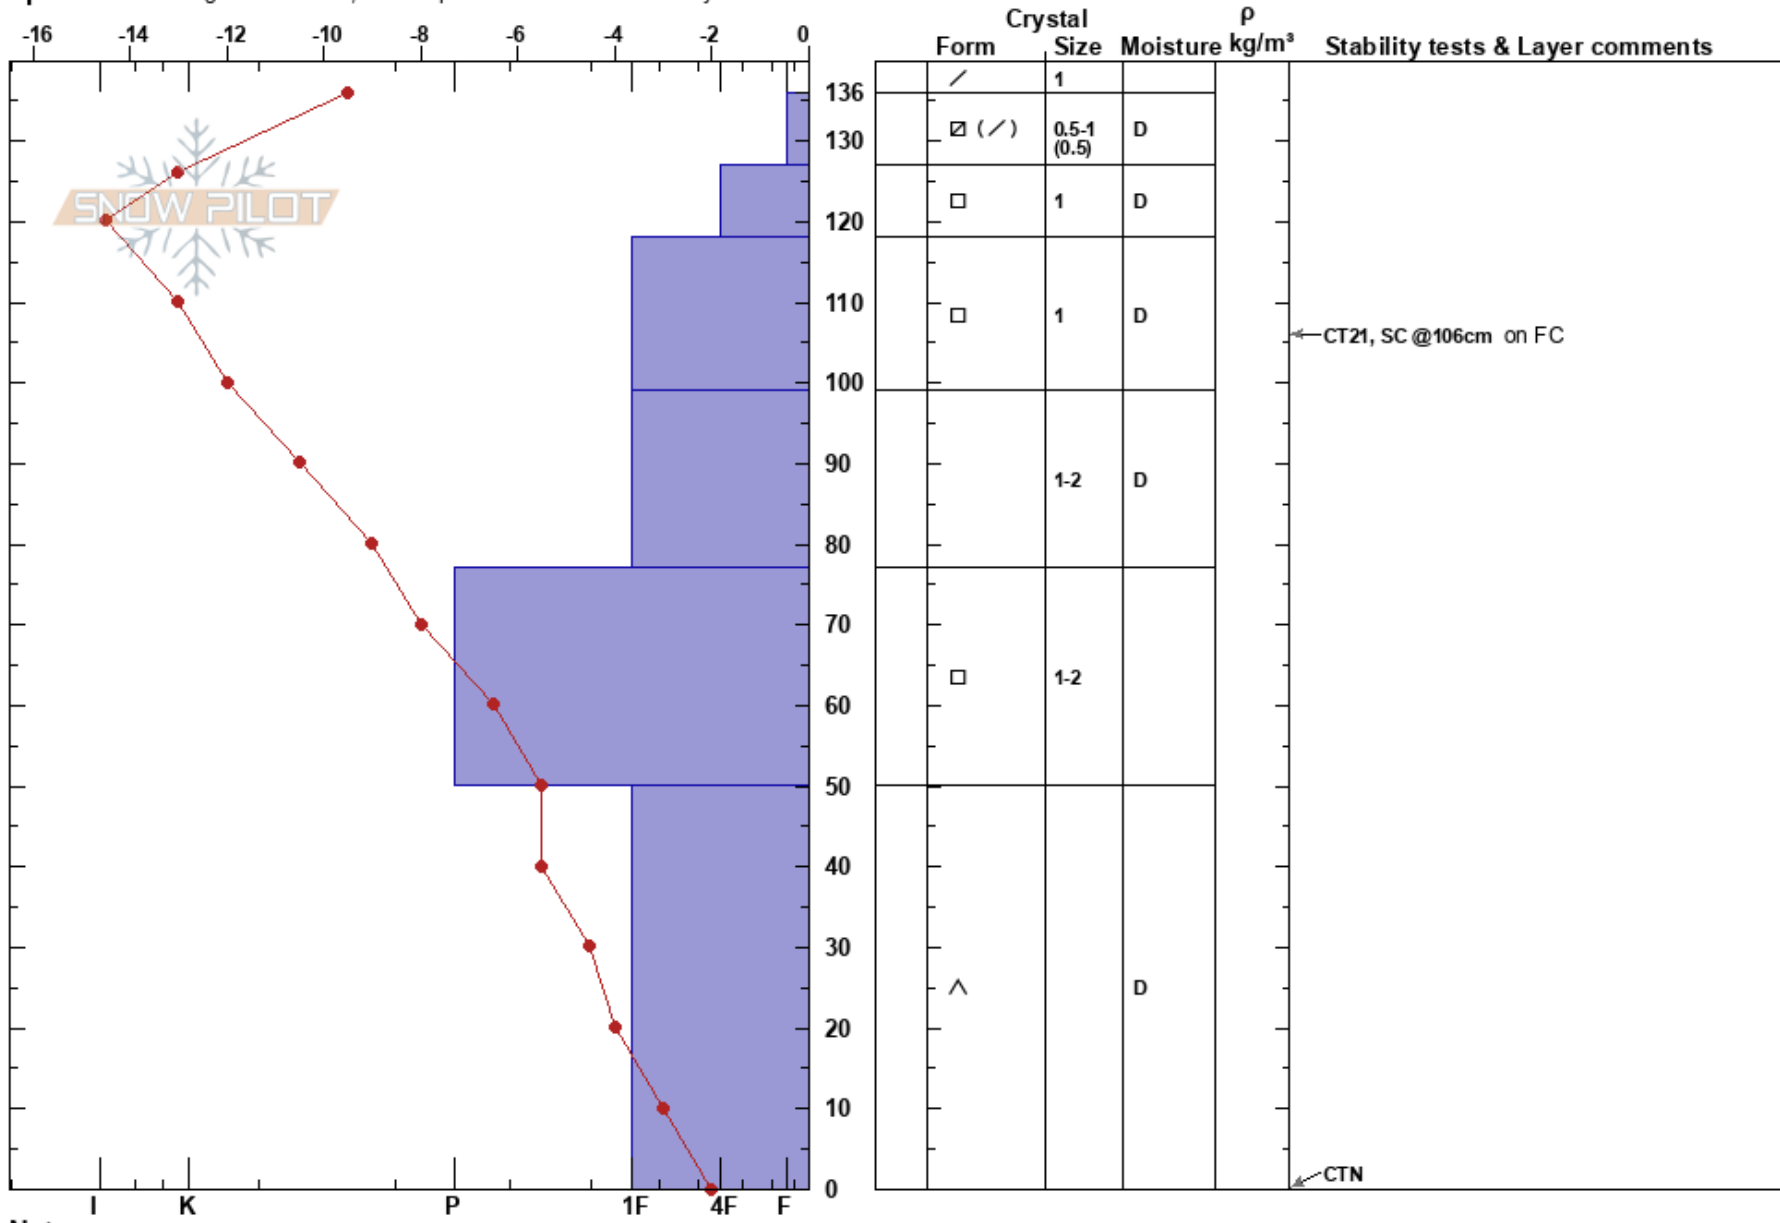 Crystal ρ
-16 -14 -12 -10 -8 -6 -4 -2 0 Form Size Moisture kg/m³ Stability tests & Layer comments
1
136
0.5-1 D
130 (0.5)
SNOW PILOT
1 D
120
110 1 D
CT21, SC @106cm on FC
100
90
1-2 D
80
70
1-2
60
50
40
30
D
20
10
CTN
0
I K P 1F 4F F